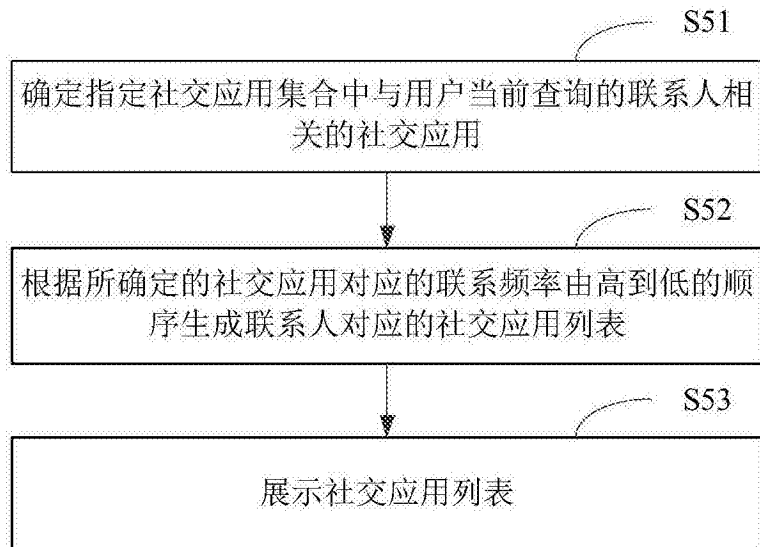 S51
确定指定社交应用集合中与用户当前查询的联系人相
关的社交应用
S52
根据所确定的社交应用对应的联系频率由高到低的顺
序生成联系人对应的社交应用列表
S53
展示社交应用列表